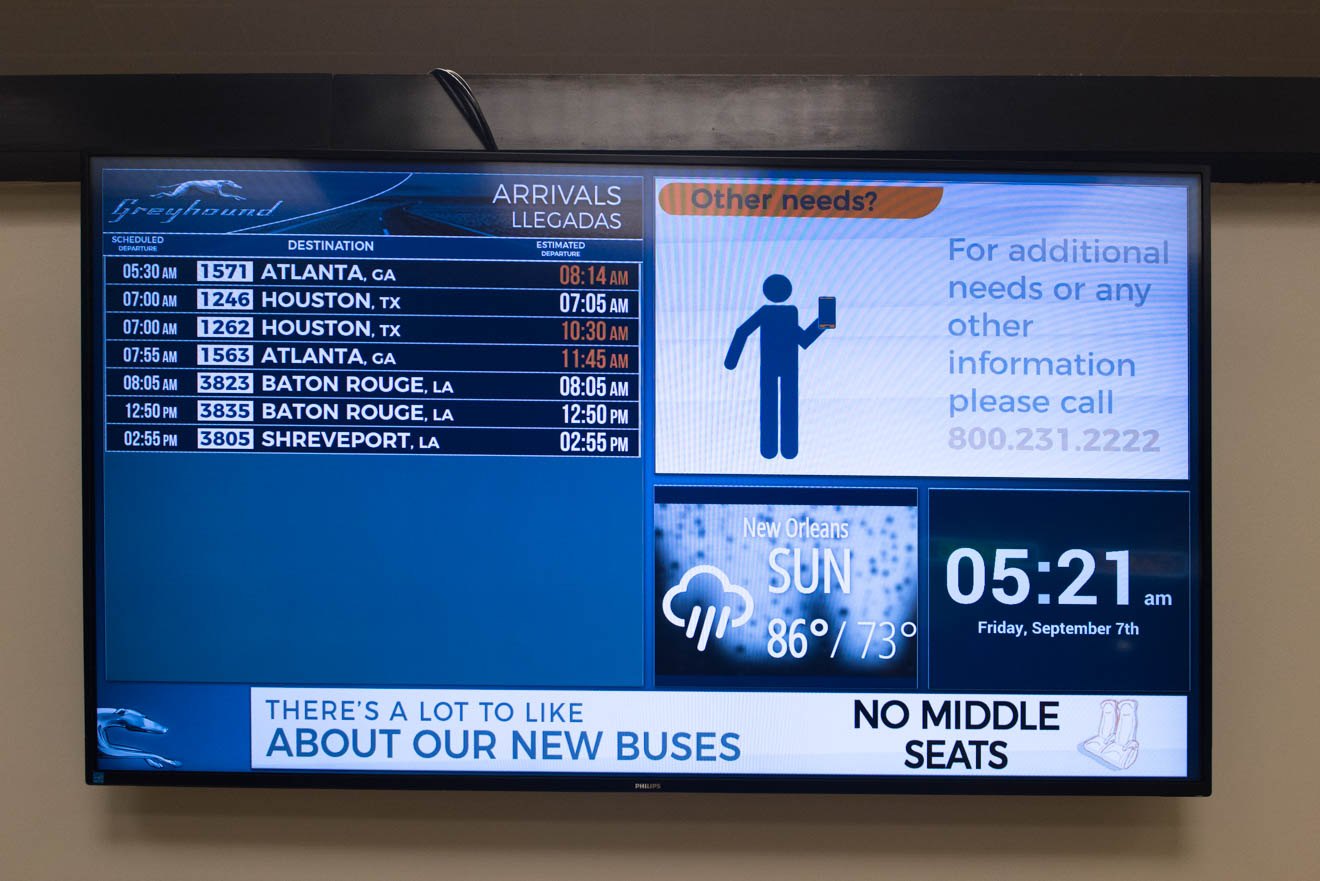 Greyhound
ARRIVALS
LLEGADAS
SCHEDULED DEPARTURE DESTINATION ESTIMATED DEPARTURE
05:30 AM 1571 ATLANTA, GA 08:14 AM
07:00 AM 1246 HOUSTON, TX 07:05 AM
07:00 AM 1262 HOUSTON, TX 10:30 AM
07:55 AM 1563 ATLANTA, GA 11:45 AM
08:05 AM 3823 BATON ROUGE, LA 08:05 AM
12:50 PM 3835 BATON ROUGE, LA 12:50 PM
02:55 PM 3805 SHREVEPORT, LA 02:55 PM
Other needs?
For additional
needs or any
other
information
please call
800.231.2222
New Orleans
SUN
86°/ 73°
05:21 am
Friday, September 7th
THERE'S A LOT TO LIKE
ABOUT OUR NEW BUSES
NO MIDDLE
SEATS
PHILIPS